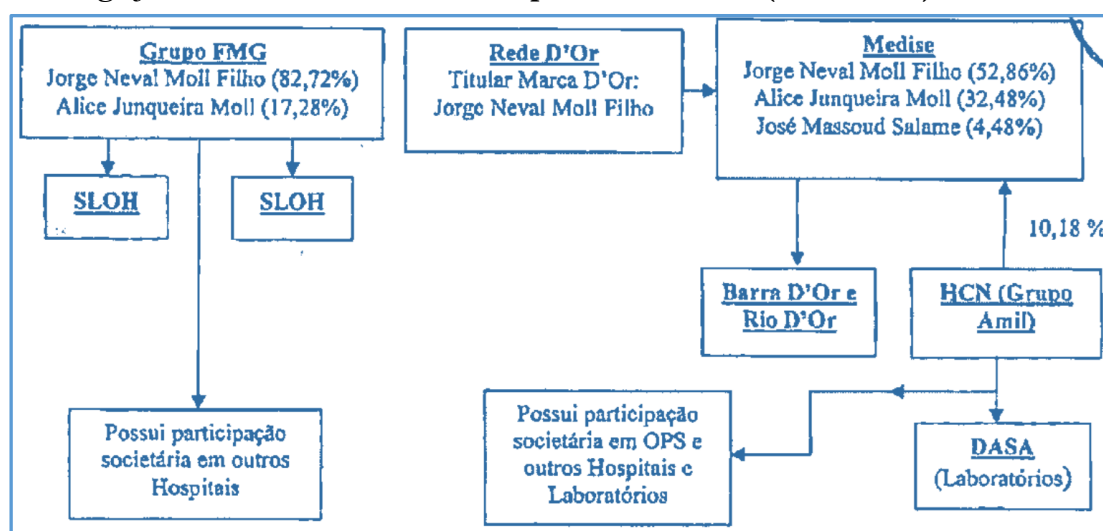 Grupo FMG
Jorge Neval Moll Filho (82,72%)
Alice Junqueira Moll (17,28%)
Rede D'Or
Titular Marca D'Or:
Jorge Neval Moll Filho
Medise
Jorge Neval Moll Filho (52,86%)
Alice Junqueira Moll (32,48%)
José Massoud Salame (4,48%)
SLOH
SLOH
10,18 %
Barra D'Or e
Rio D'Or
HCN (Grupo
Amil)
Possui participação
societária em outros
Hospitais
Possui participação
societária em OPS e
outros Hospitais e
Laboratórios
DASA
(Laboratórios)